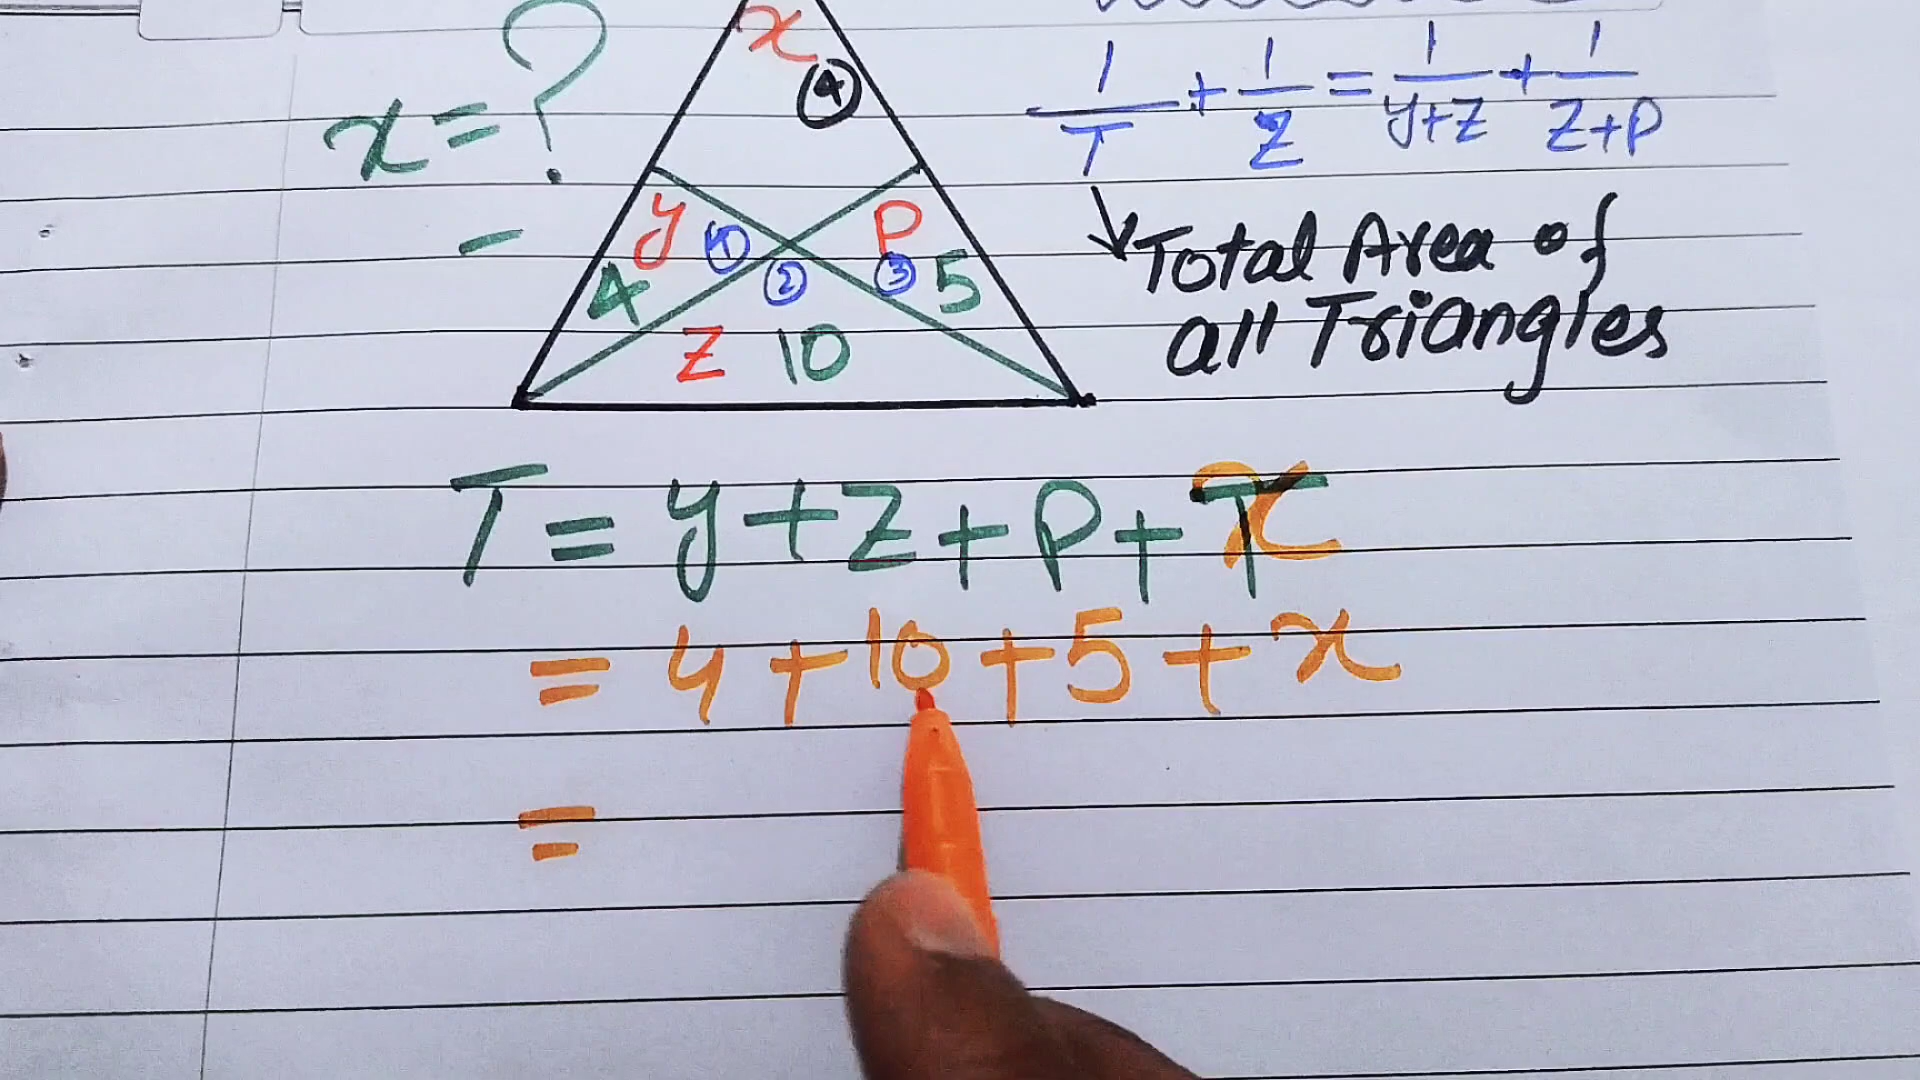 x = ?
x
④
1/T + 1/Z = 1/y+Z + 1/Z+P
y ① P
② ③
4 5
Z 10
Total Area of
all Triangles
T = y + Z + P + x
= 4 + 10 + 5 + x
=